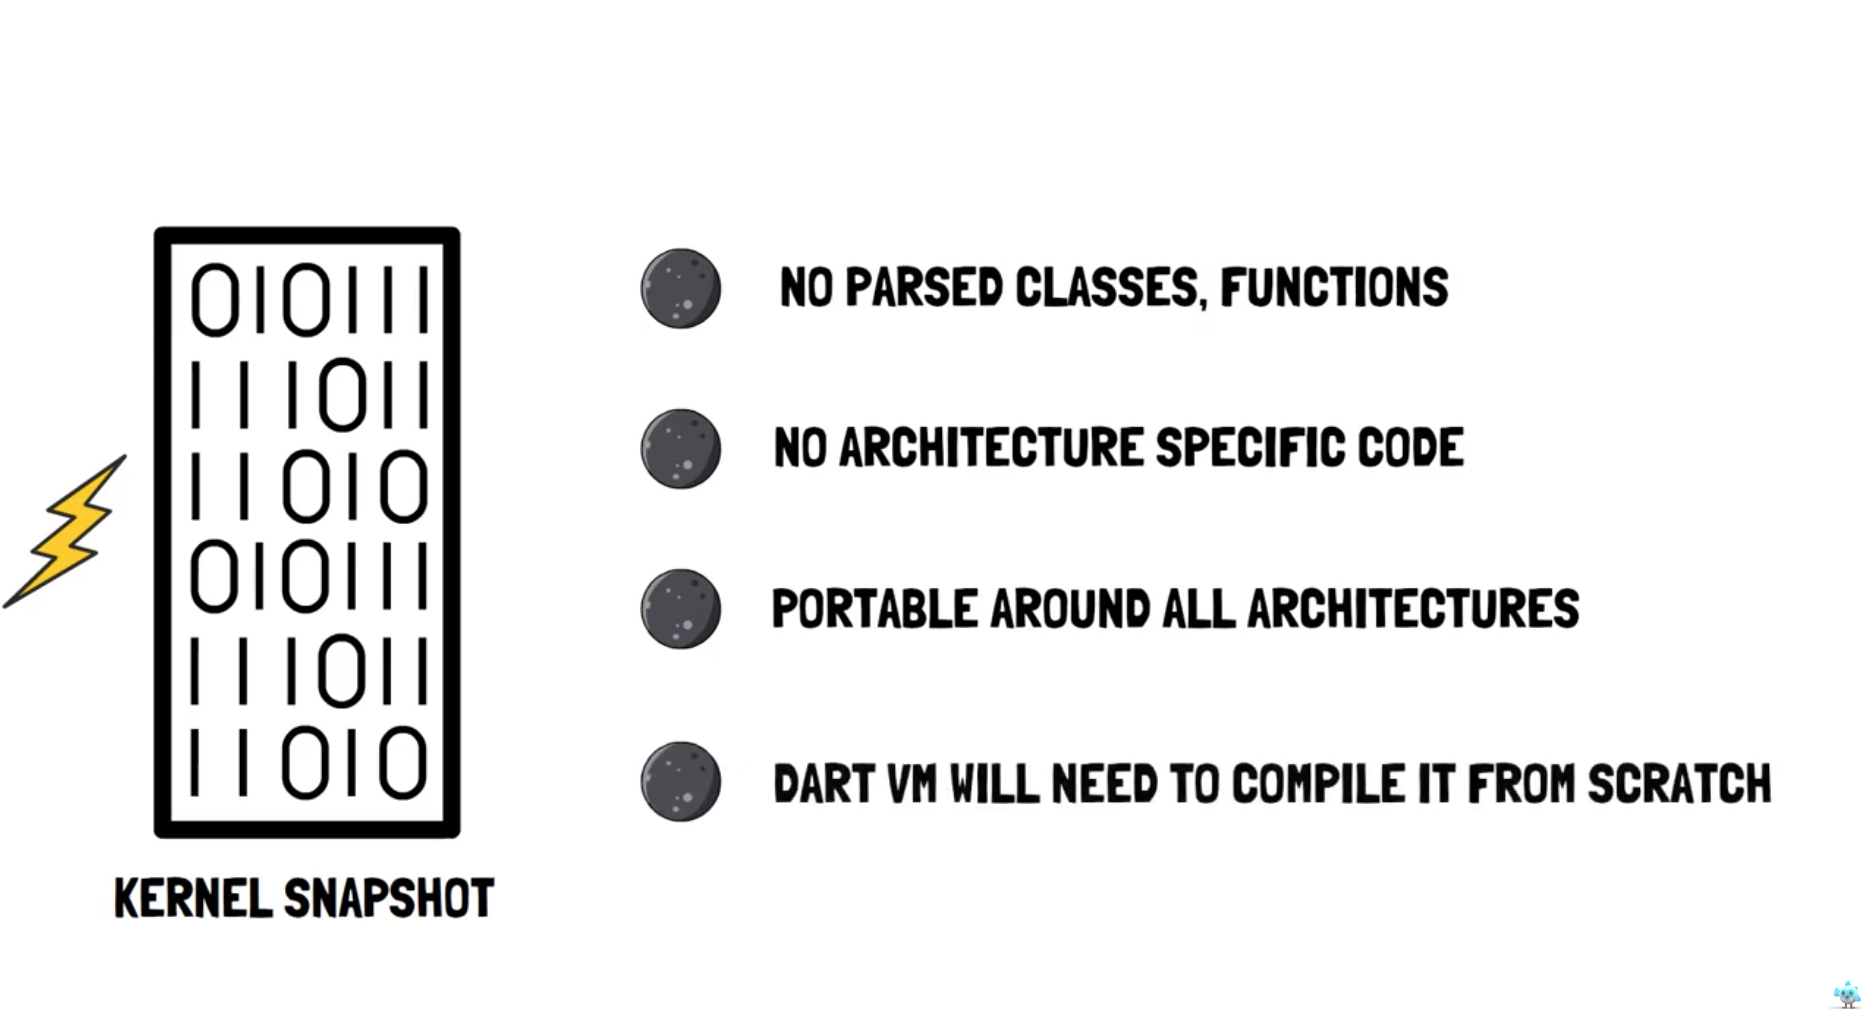 010111
111011
11010
010111
111011
11010
KERNEL SNAPSHOT
NO PARSED CLASSES, FUNCTIONS
NO ARCHITECTURE SPECIFIC CODE
PORTABLE AROUND ALL ARCHITECTURES
DART VM WILL NEED TO COMPILE IT FROM SCRATCH